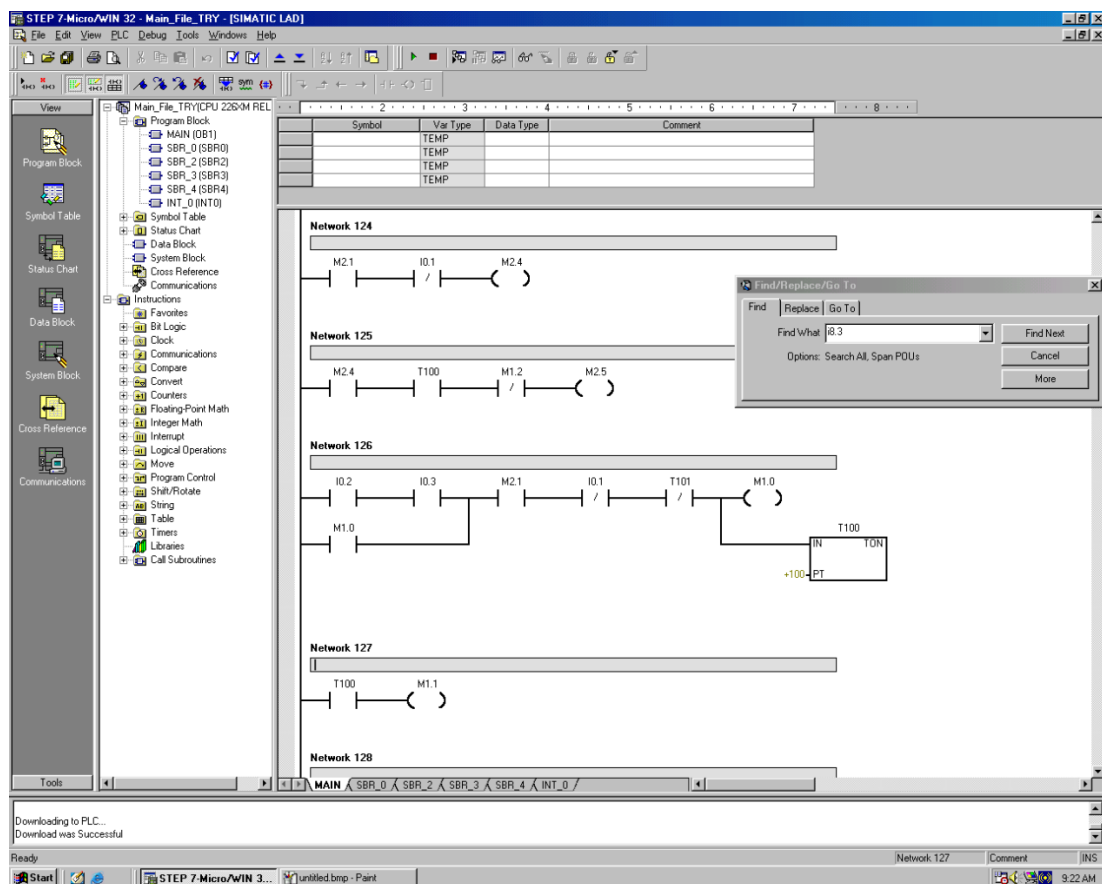 STEP 7-Micro/WIN 32 - Main_File_TRY - [SIMATIC LAD]
File Edit View PLC Debug Tools Windows Help
sym
View
Program Block
Symbol Table
Status Chart
Data Block
System Block
Cross Reference
Communications
Tools
Main_File_TRY(CPU 226XM REL
Program Block
MAIN (OB1)
SBR_0 (SBR0)
SBR_2 (SBR2)
SBR_3 (SBR3)
SBR_4 (SBR4)
INT_0 (INT0)
Symbol Table
Status Chart
Data Block
System Block
Cross Reference
Communications
Instructions
Favorites
Bit Logic
Clock
Communications
Compare
Convert
Counters
Floating-Point Math
Integer Math
Interrupt
Logical Operations
Move
Program Control
Shift/Rotate
String
Table
Timers
Libraries
Call Subroutines
2 3 4 5 6 7 8
Symbol Var Type Data Type Comment
TEMP
TEMP
TEMP
TEMP
Network 124
M2.1 I0.1 M2.4
/
Network 125
M2.4 T100 M1.2 M2.5
/
Network 126
I0.2 I0.3 M2.1 I0.1 T101 M1.0
/ /
M1.0 T100
IN TON
+100 PT
Network 127
T100 M1.1
Network 128
MAIN SBR_0 SBR_2 SBR_3 SBR_4 INT_0
Find/Replace/Go To
Find Replace Go To
Find What i8.3 Find Next
Options: Search All, Span POUs Cancel
More
Downloading to PLC...
Download was Successful
Ready Network 127 Comment INS
Start STEP 7-Micro/WIN 3... untitled.bmp - Paint 9:22 AM